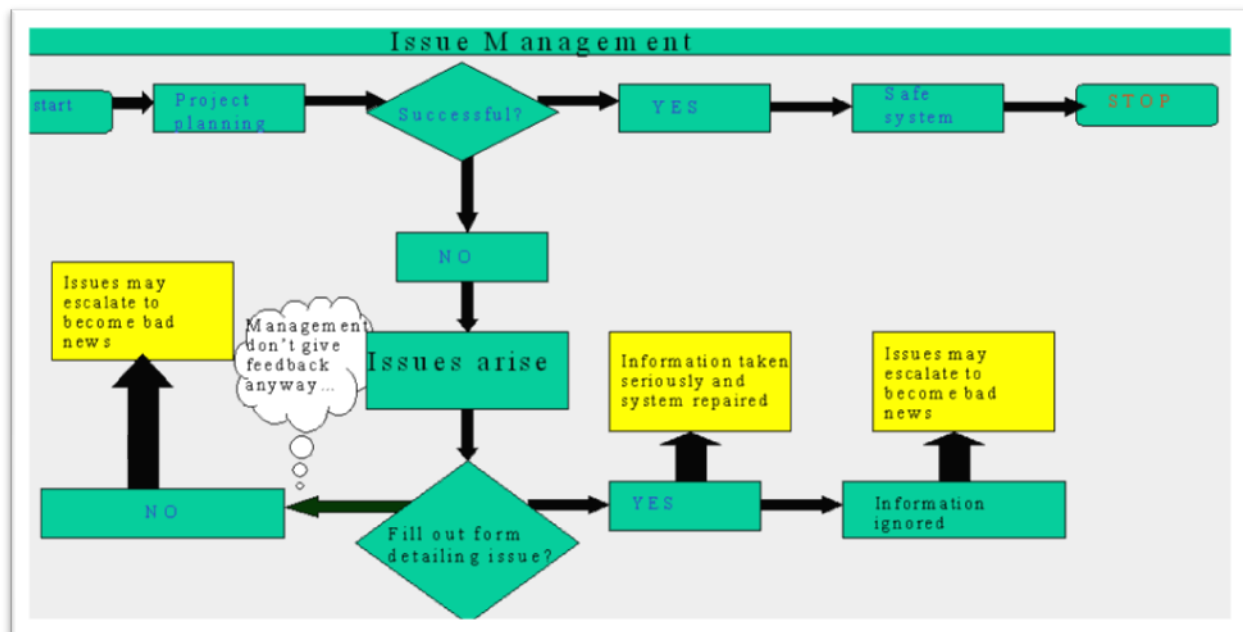 Issue Management
start
Project
planning
Successful?
YES
Safe
system
STOP
NO
Issues may
escalate to
become bad
news
Management
don't give
feedback
anyway...
Issues arise
Information taken
seriously and
system repaired
Issues may
escalate to
become bad
news
NO
Fill out form
detailing issue?
YES
Information
ignored